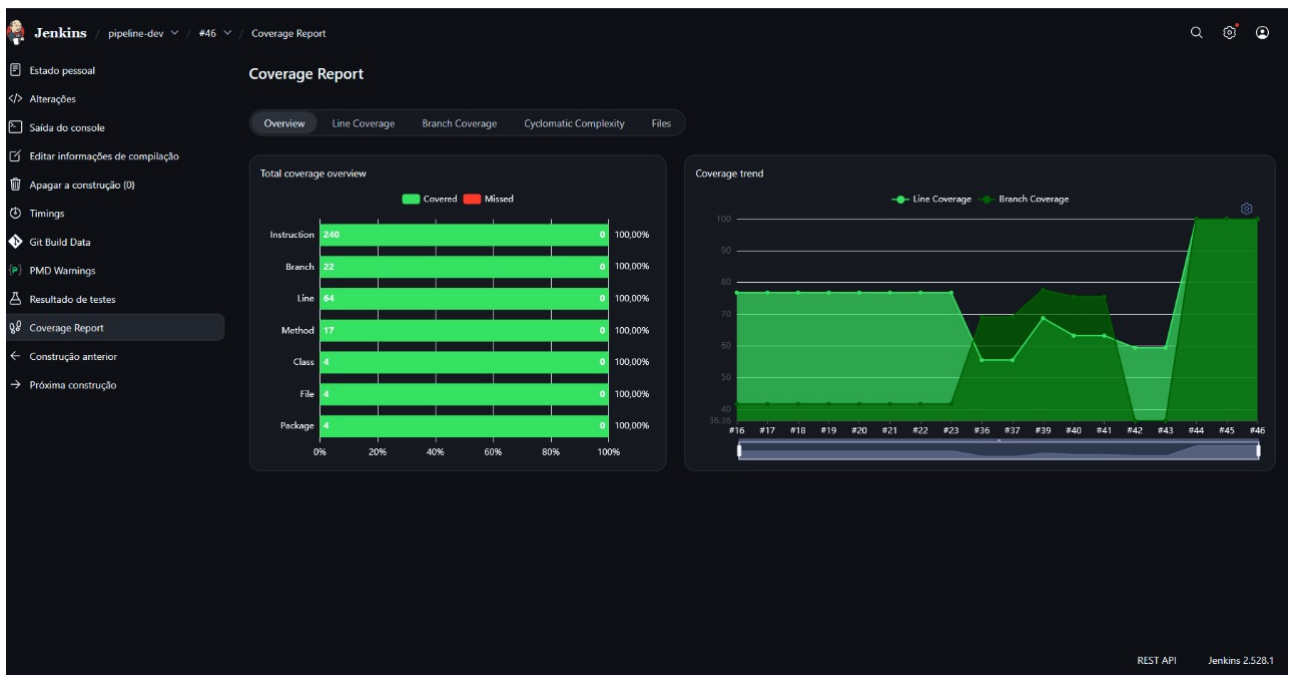 Jenkins / pipeline-dev / #46 / Coverage Report
Estado pessoal
Alterações
Saída do console
Editar informações de compilação
Apagar a construção (0)
Timings
Git Build Data
PMD Warnings
Resultado de testes
Coverage Report
Construção anterior
Próxima construção
Coverage Report
Overview Line Coverage Branch Coverage Cyclomatic Complexity Files
Total coverage overview
Covered Missed
Instruction 240 0 100,00%
Branch 22 0 100,00%
Line 64 0 100,00%
Method 17 0 100,00%
Class 4 0 100,00%
File 4 0 100,00%
Package 4 0 100,00%
0% 20% 40% 60% 80% 100%
Coverage trend
Line Coverage Branch Coverage
100
90
80
70
60
50
40
36.36
#16 #17 #18 #19 #20 #21 #22 #23 #36 #37 #39 #40 #41 #42 #43 #44 #45 #46
REST API Jenkins 2.528.1